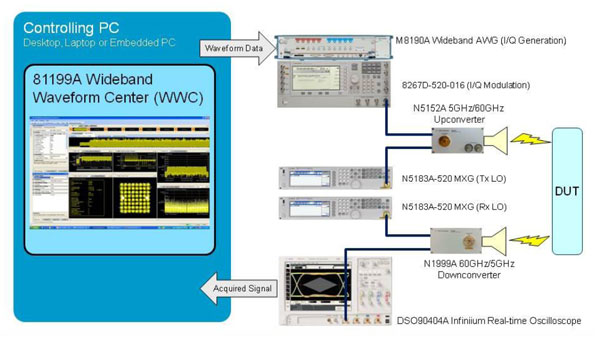 Controlling PC
Desktop, Laptop or Embedded PC
81199A Wideband
Waveform Center (WWC)
Waveform Data
M8190A Wideband AWG (I/Q Generation)
8267D-520-016 (I/Q Modulation)
N5152A 5GHz/60GHz
Upconverter
N5183A-520 MXG (Tx LO)
N5183A-520 MXG (Rx LO)
DUT
N1999A 60GHz/5GHz
Downconverter
Acquired Signal
DSO90404A Infiniium Real-time Oscilloscope